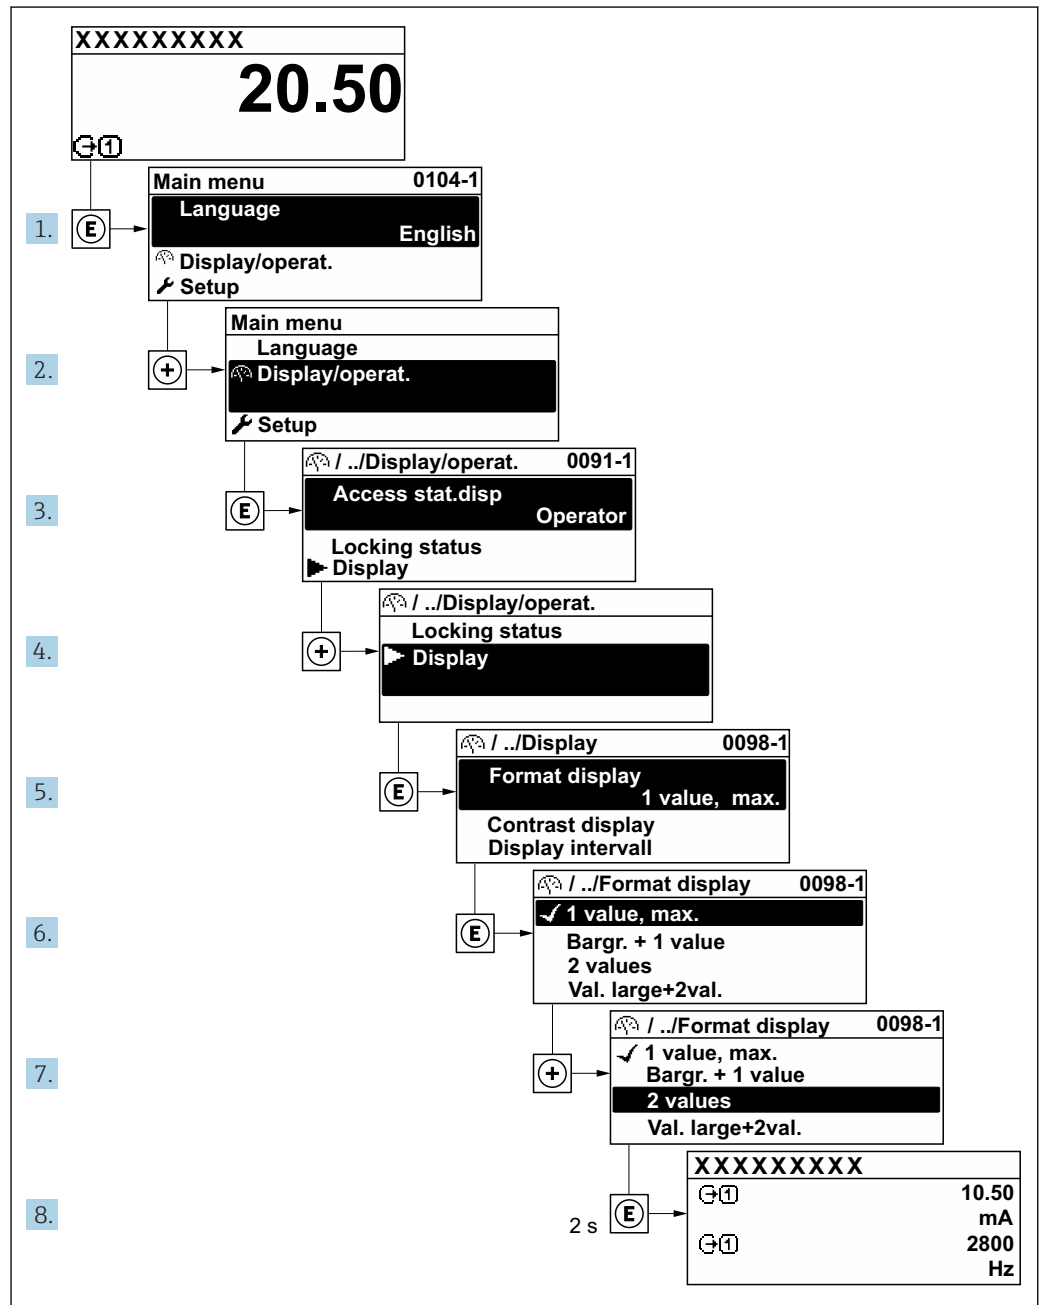 XXXXXXXXX
20.50
1
Main menu 0104-1
1. E Language
English
Display/operat.
Setup
Main menu
Language
2. + Display/operat.
Setup
/ ../Display/operat. 0091-1
3. E Access stat.disp
Operator
Locking status
Display
/ ../Display/operat.
Locking status
4. + Display
/ ../Display 0098-1
5. E Format display
1 value, max.
Contrast display
Display intervall
/ ../Format display 0098-1
1 value, max.
6. E Bargr. + 1 value
2 values
Val. large+2val.
/ ../Format display 0098-1
1 value, max.
7. + Bargr. + 1 value
2 values
Val. large+2val.
XXXXXXXXX
1 10.50
8. 2 s E mA
1 2800
Hz